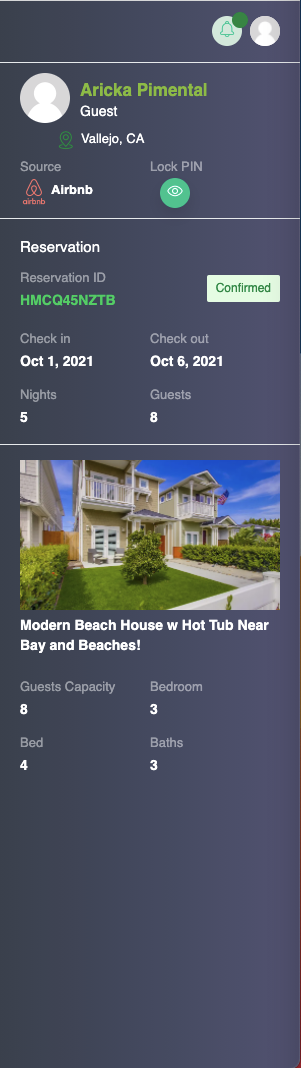 Aricka Pimental
Guest
Vallejo, CA
Source Lock PIN
airbnb Airbnb
Reservation
Reservation ID
HMCQ45NZTB Confirmed
Check in Check out
Oct 1, 2021 Oct 6, 2021
Nights Guests
5 8
Modern Beach House w Hot Tub Near
Bay and Beaches!
Guests Capacity Bedroom
8 3
Bed Baths
4 3